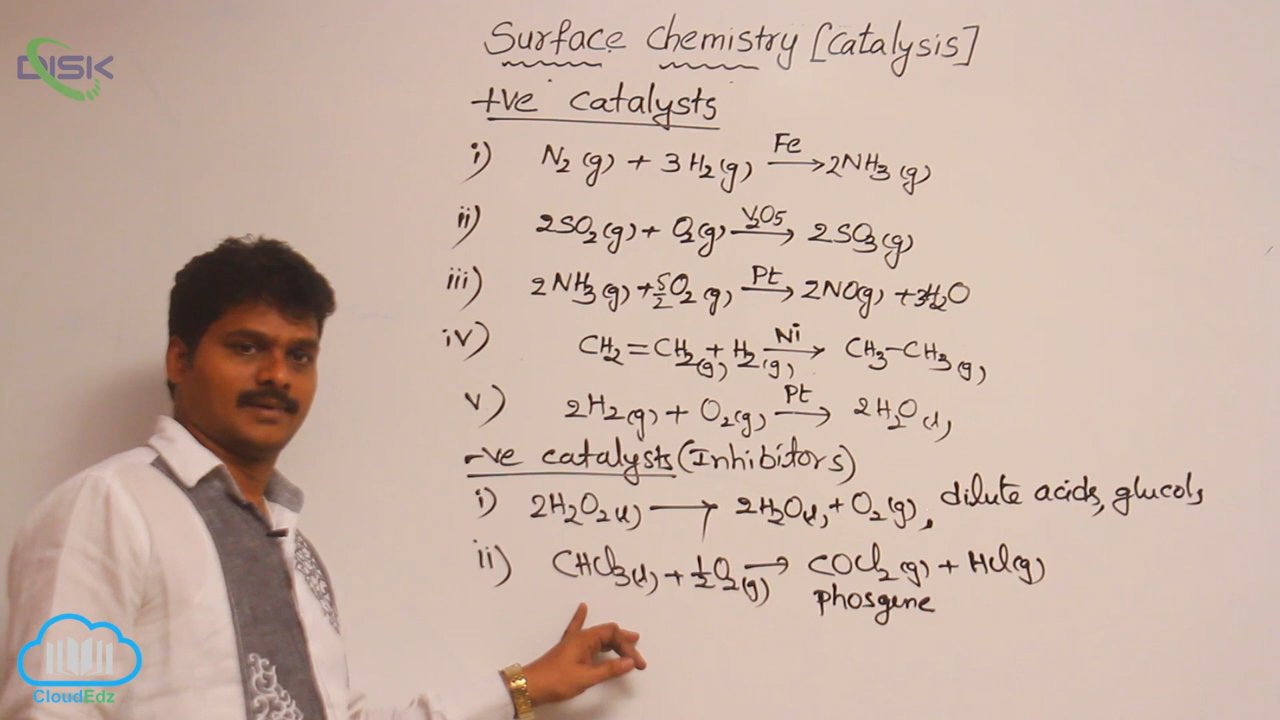 DISK
Surface chemistry [Catalysis]
+ve catalysts
i) N2(g) + 3H2(g) Fe→ 2NH3(g)
ii) 2SO2(g) + O2(g) V2O5→ 2SO3(g)
iii) 2NH3(g) + 5/2O2(g) Pt→ 2NO(g) + 3H2O
iv) CH2=CH2(g) + H2(g) Ni→ CH3-CH3(g)
v) 2H2(g) + O2(g) Pt→ 2H2O(l)
-ve catalysts (Inhibitors)
i) 2H2O2(l) → 2H2O(l) + O2(g), dilute acids, glucols
ii) CHCl3(l) + 1/2O2(g) → COCl2(g) + HCl(g)
phosgene
CloudEdz